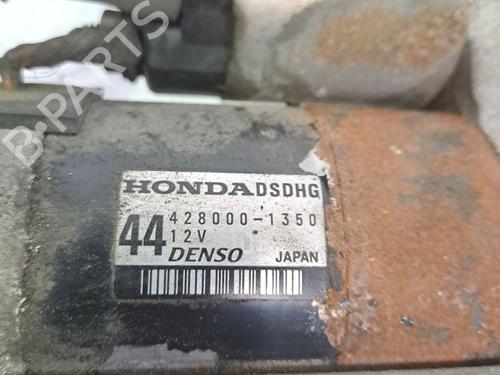 B-PARTS
HONDA DSDHG
44 428000-1350
12V
DENSO JAPAN